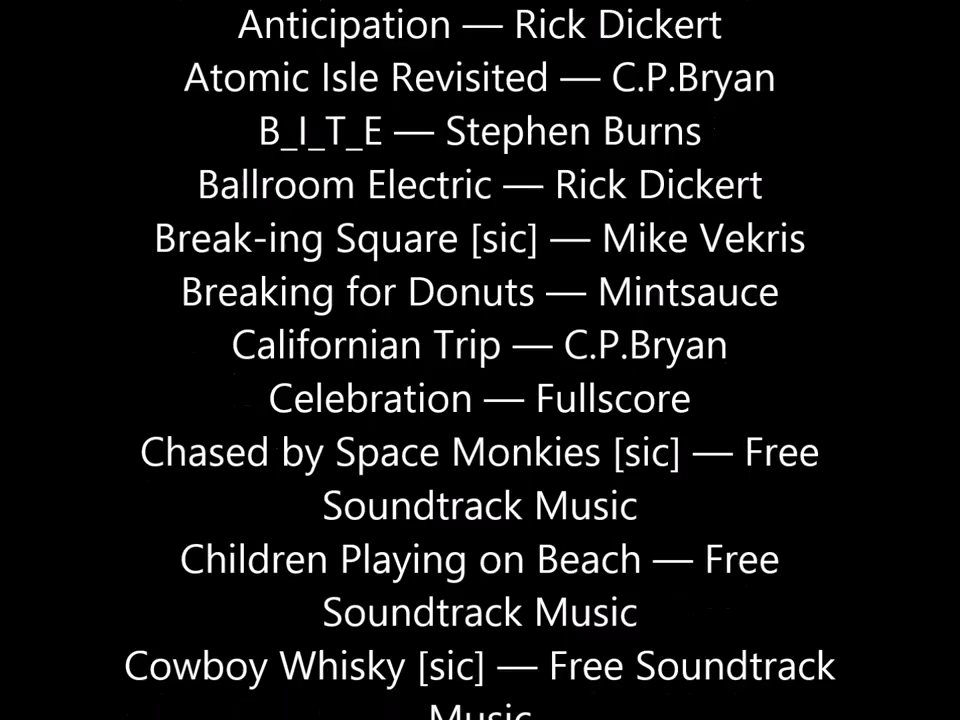 Anticipation — Rick Dickert
Atomic Isle Revisited — C.P.Bryan
B_I_T_E — Stephen Burns
Ballroom Electric — Rick Dickert
Break-ing Square [sic] — Mike Vekris
Breaking for Donuts — Mintsauce
Californian Trip — C.P.Bryan
Celebration — Fullscore
Chased by Space Monkies [sic] — Free
Soundtrack Music
Children Playing on Beach — Free
Soundtrack Music
Cowboy Whisky [sic] — Free Soundtrack
Music